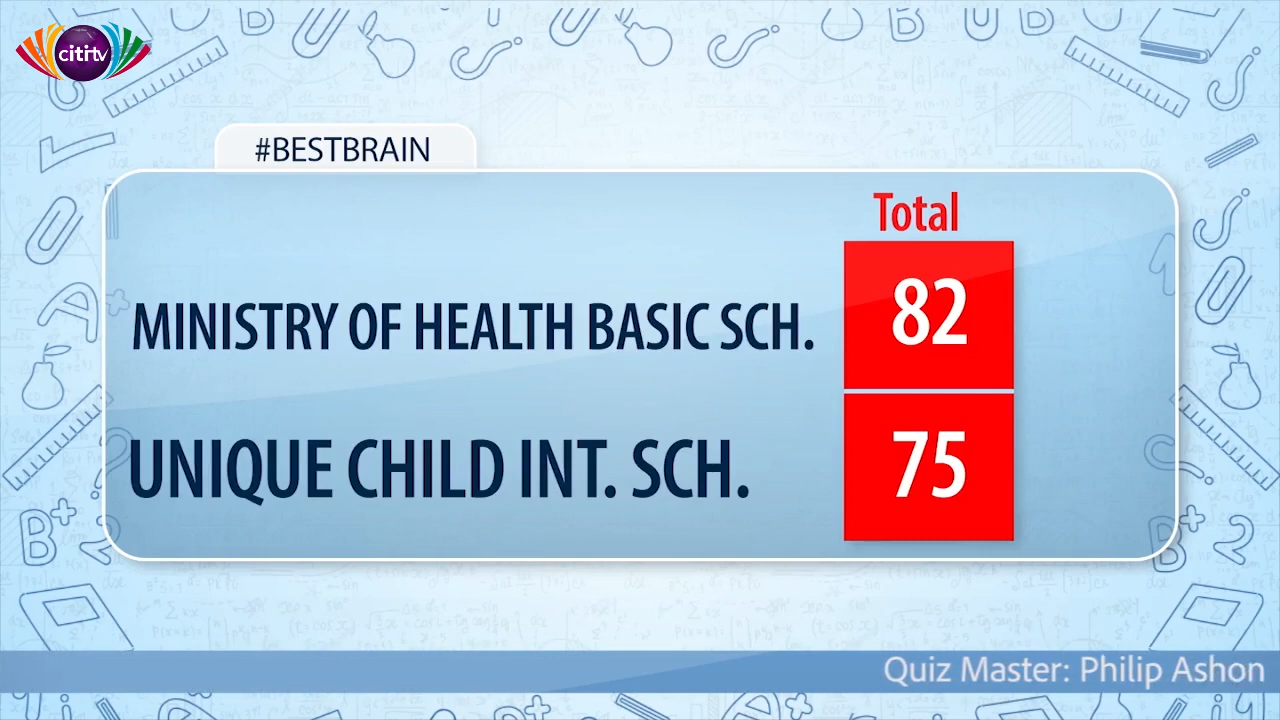 citi tv
#BESTBRAIN
Total
MINISTRY OF HEALTH BASIC SCH. 82
UNIQUE CHILD INT. SCH. 75
Quiz Master: Philip Ashon